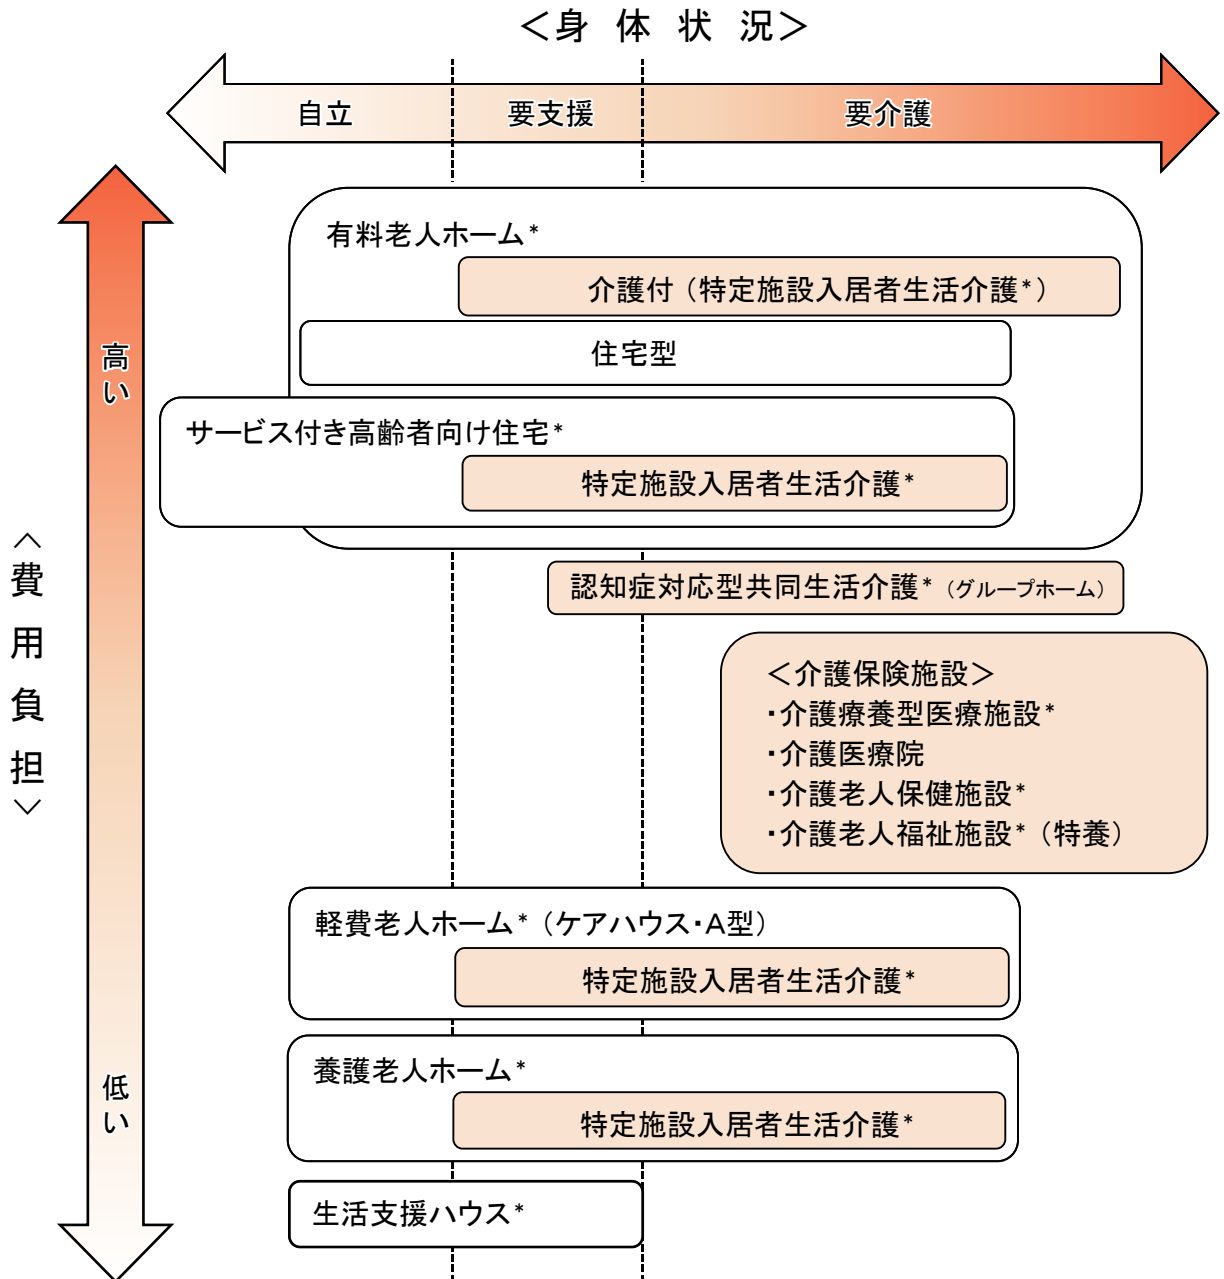 ＜身 体 状 況＞
自立
要支援
要介護
有料老人ホーム*
介護付（特定施設入居者生活介護*）
高い
住宅型
サービス付き高齢者向け住宅*
特定施設入居者生活介護*
＜費用負担＞
認知症対応型共同生活介護*（グループホーム）
＜介護保険施設＞
・介護療養型医療施設*
・介護医療院
・介護老人保健施設*
・介護老人福祉施設*（特養）
軽費老人ホーム*（ケアハウス・A型）
特定施設入居者生活介護*
養護老人ホーム*
低い
特定施設入居者生活介護*
生活支援ハウス*